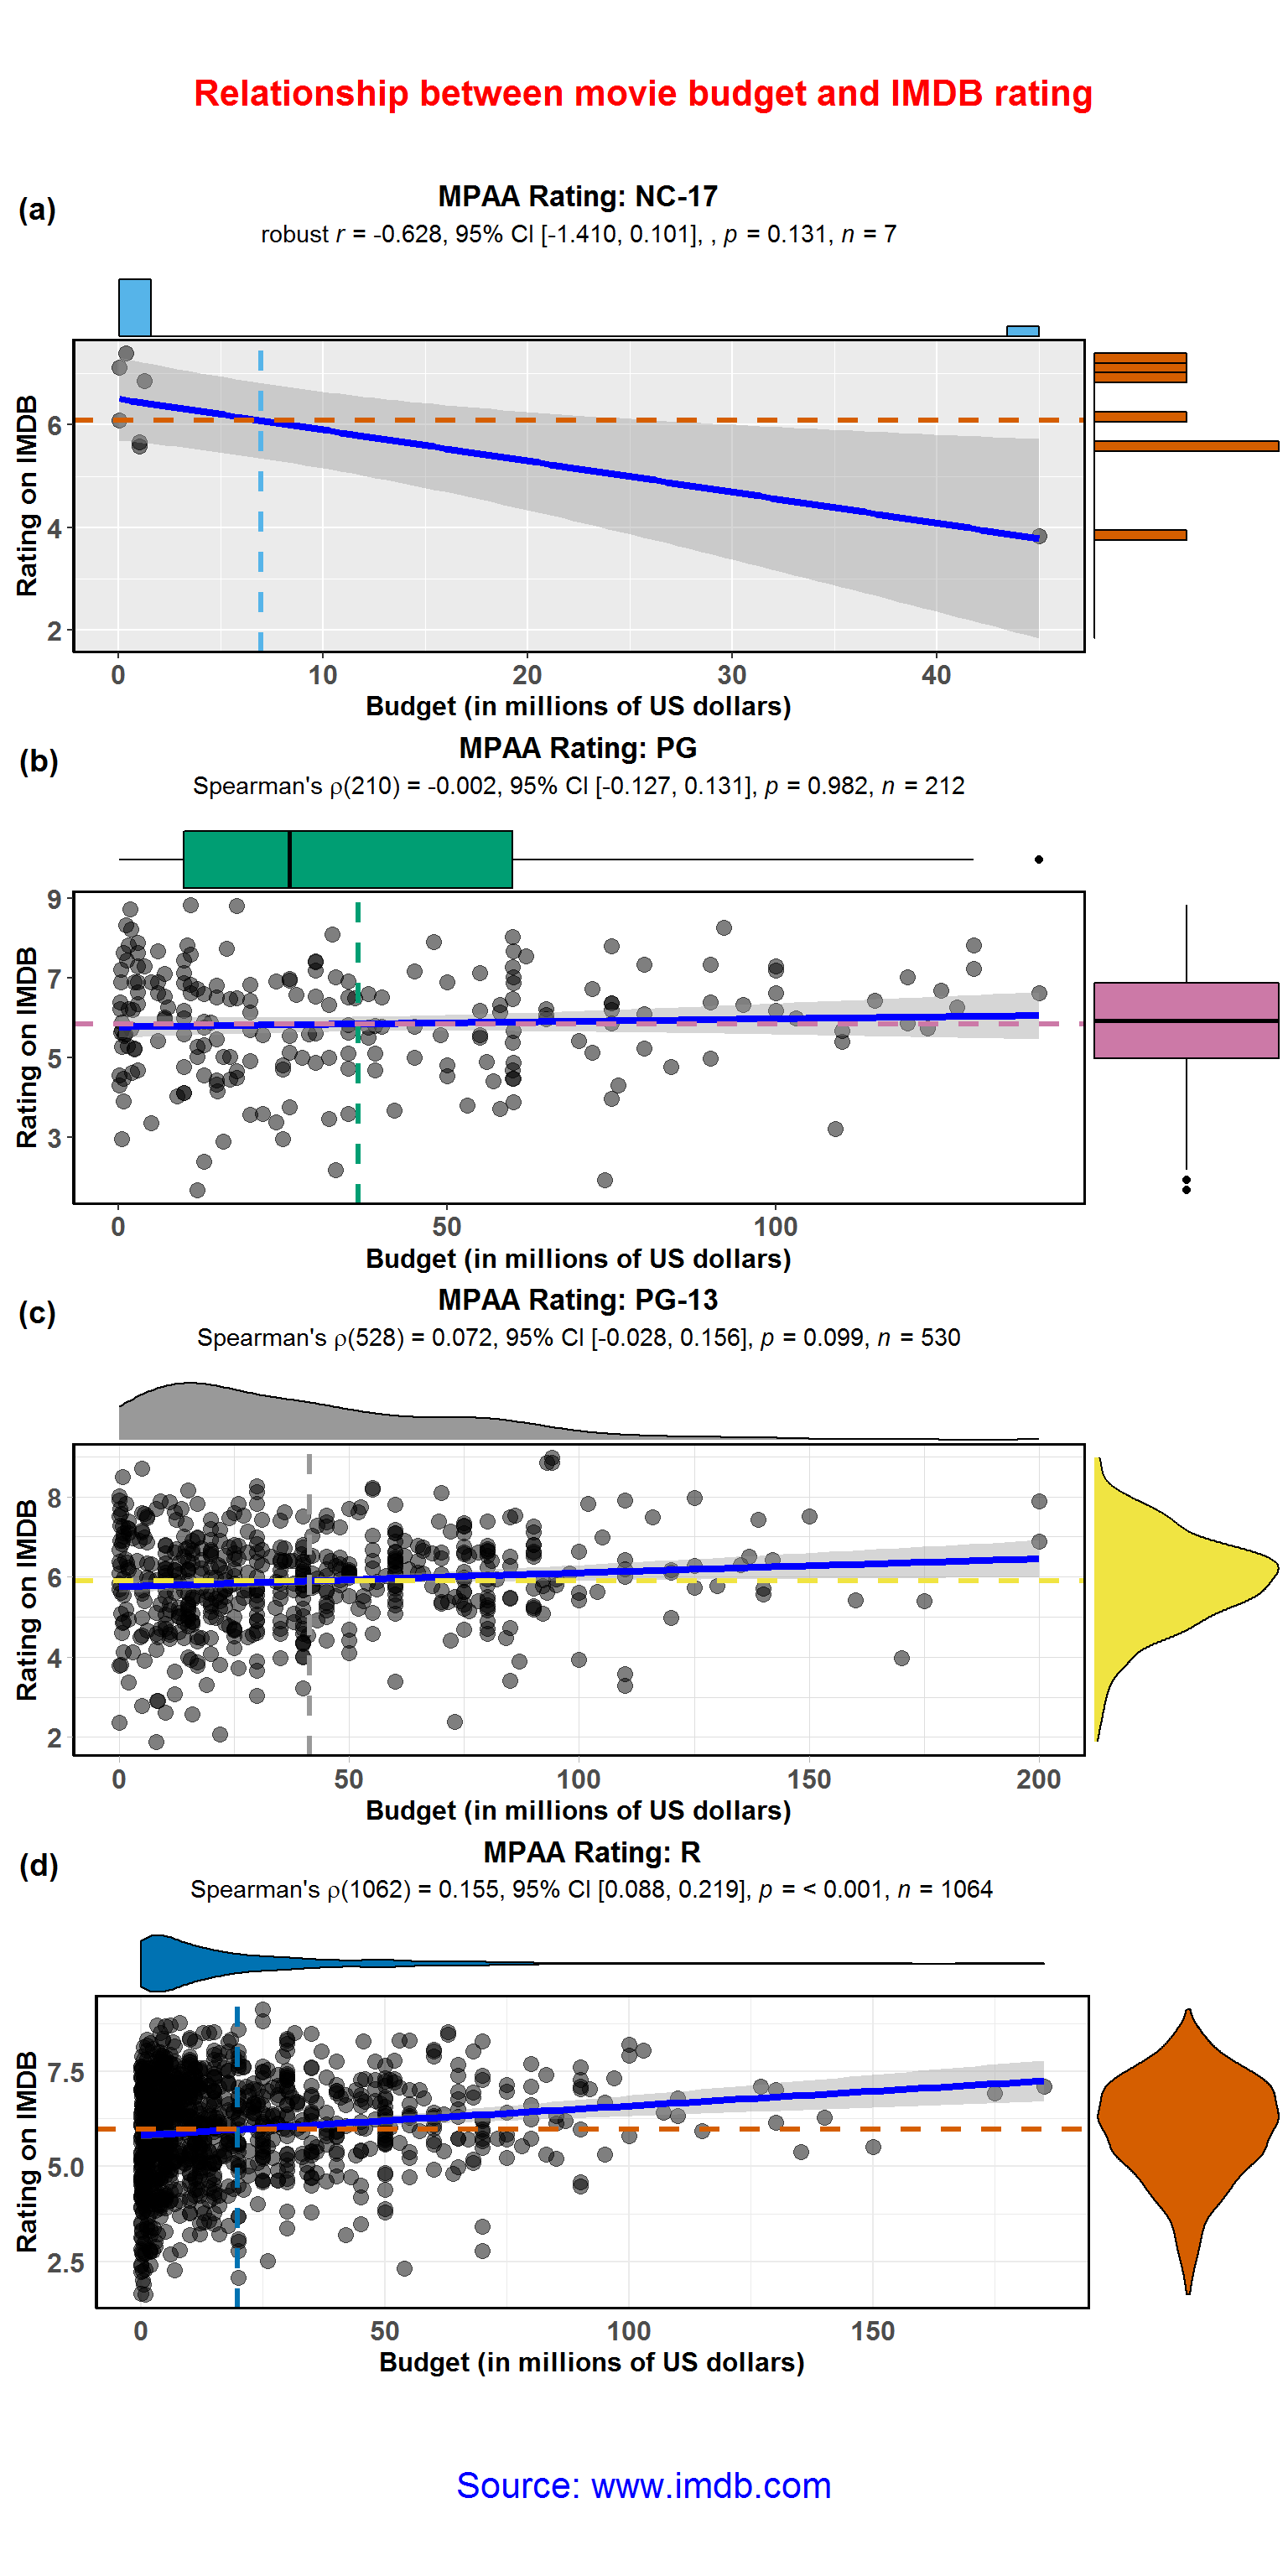 Relationship between movie budget and IMDB rating
(a)
MPAA Rating: NC-17
robust r = -0.628, 95% CI [-1.410, 0.101], , p = 0.131, n = 7
Rating on IMDB
6
4
2
0 10 20 30 40
Budget (in millions of US dollars)
(b)
MPAA Rating: PG
Spearman's ρ(210) = -0.002, 95% CI [-0.127, 0.131], p = 0.982, n = 212
Rating on IMDB
9
7
5
3
0 50 100
Budget (in millions of US dollars)
(c)
MPAA Rating: PG-13
Spearman's ρ(528) = 0.072, 95% CI [-0.028, 0.156], p = 0.099, n = 530
Rating on IMDB
8
6
4
2
0 50 100 150 200
Budget (in millions of US dollars)
(d)
MPAA Rating: R
Spearman's ρ(1062) = 0.155, 95% CI [0.088, 0.219], p = < 0.001, n = 1064
Rating on IMDB
7.5
5.0
2.5
0 50 100 150
Budget (in millions of US dollars)
Source: www.imdb.com